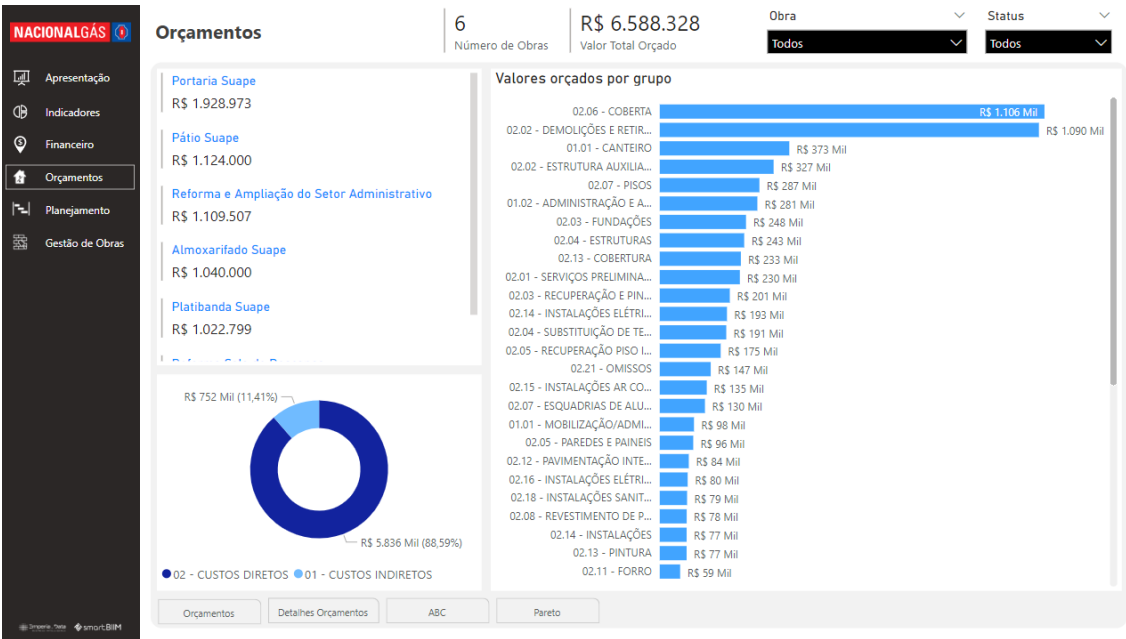 NACIONALGÁS
Orçamentos
6
Número de Obras
R$ 6.588.328
Valor Total Orçado
Obra
Todos
Status
Todos
Apresentação
Indicadores
Financeiro
Orçamentos
Planejamento
Gestão de Obras
Portaria Suape
R$ 1.928.973
Pátio Suape
R$ 1.124.000
Reforma e Ampliação do Setor Administrativo
R$ 1.109.507
Almoxarifado Suape
R$ 1.040.000
Platibanda Suape
R$ 1.022.799
R$ 752 Mil (11,41%)
R$ 5.836 Mil (88,59%)
02 - CUSTOS DIRETOS 01 - CUSTOS INDIRETOS
Valores orçados por grupo
02.06 - COBERTA R$ 1.106 Mil
02.02 - DEMOLIÇÕES E RETIR... R$ 1.090 Mil
01.01 - CANTEIRO R$ 373 Mil
02.02 - ESTRUTURA AUXILIA... R$ 327 Mil
02.07 - PISOS R$ 287 Mil
01.02 - ADMINISTRAÇÃO E A... R$ 281 Mil
02.03 - FUNDAÇÕES R$ 248 Mil
02.04 - ESTRUTURAS R$ 243 Mil
02.13 - COBERTURA R$ 233 Mil
02.01 - SERVIÇOS PRELIMINA... R$ 230 Mil
02.03 - RECUPERAÇÃO E PIN... R$ 201 Mil
02.14 - INSTALAÇÕES ELÉTRI... R$ 193 Mil
02.04 - SUBSTITUIÇÃO DE TE... R$ 191 Mil
02.05 - RECUPERAÇÃO PISO I... R$ 175 Mil
02.21 - OMISSOS R$ 147 Mil
02.15 - INSTALAÇÕES AR CO... R$ 135 Mil
02.07 - ESQUADRIAS DE ALU... R$ 130 Mil
01.01 - MOBILIZAÇÃO/ADMI... R$ 98 Mil
02.05 - PAREDES E PAINEIS R$ 96 Mil
02.12 - PAVIMENTAÇÃO INTE... R$ 84 Mil
02.16 - INSTALAÇÕES ELÉTRI... R$ 80 Mil
02.18 - INSTALAÇÕES SANIT... R$ 79 Mil
02.08 - REVESTIMENTO DE P... R$ 78 Mil
02.14 - INSTALAÇÕES R$ 77 Mil
02.13 - PINTURA R$ 77 Mil
02.11 - FORRO R$ 59 Mil
Orçamentos
Detalhes Orçamentos
ABC
Pareto
smartBIM